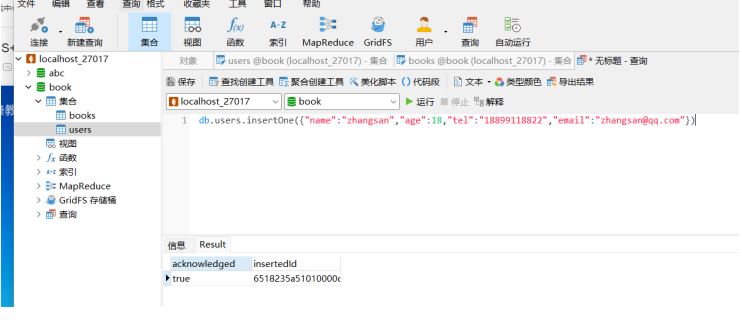 文件 编辑 查看 查询 格式 收藏夹 工具 窗口 帮助
连接 新建查询 集合 视图 函数 索引 MapReduce GridFS 用户 查询 自动运行
f(x) A-Z
localhost_27017
abc
book
集合
books
users
视图
函数
索引
MapReduce
GridFS 存储桶
查询
对象 users @book (localhost_27017) - 集合 books @book (localhost_27017) - 集合 * 无标题 - 查询
保存 查找创建工具 聚合创建工具 美化脚本 () 代码段 文本 类型颜色 导出结果
localhost_27017 book 运行 停止 解释
1 db.users.insertOne({"name":"zhangsan","age":18,"tel":"18899118822","email":"zhangsan@qq.com"})
信息 Result
acknowledged insertedId
true 6518235a51010000